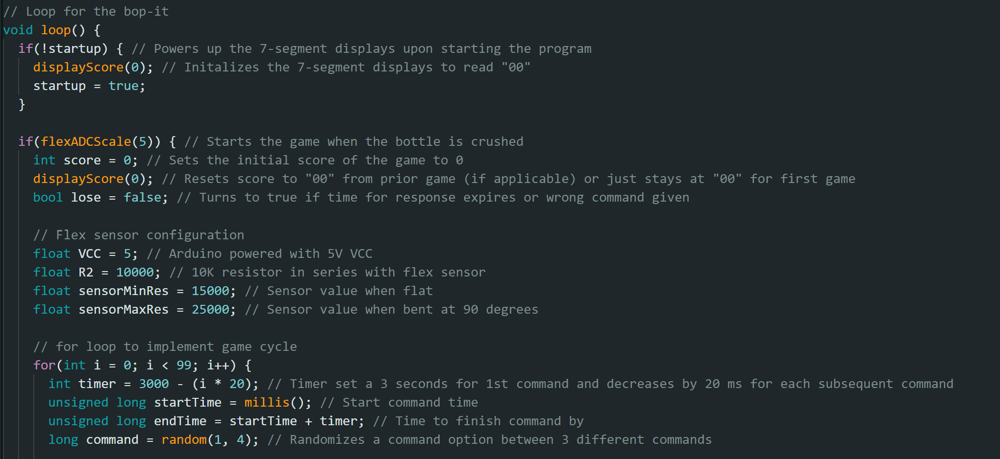 // Loop for the bop-it
void loop() {
  if(!startup) { // Powers up the 7-segment displays upon starting the program
    displayScore(0); // Initalizes the 7-segment displays to read "00"
    startup = true;
  }

  if(flexADCScale(5)) { // Starts the game when the bottle is crushed
    int score = 0; // Sets the initial score of the game to 0
    displayScore(0); // Resets score to "00" from prior game (if applicable) or just stays at "00" for first game
    bool lose = false; // Turns to true if time for response expires or wrong command given

    // Flex sensor configuration
    float VCC = 5; // Arduino powered with 5V VCC
    float R2 = 10000; // 10K resistor in series with flex sensor
    float sensorMinRes = 15000; // Sensor value when flat
    float sensorMaxRes = 25000; // Sensor value when bent at 90 degrees

    // for loop to implement game cycle
    for(int i = 0; i < 99; i++) {
      int timer = 3000 - (i * 20); // Timer set a 3 seconds for 1st command and decreases by 20 ms for each subsequent command
      unsigned long startTime = millis(); // Start command time
      unsigned long endTime = startTime + timer; // Time to finish command by
      long command = random(1, 4); // Randomizes a command option between 3 different commands